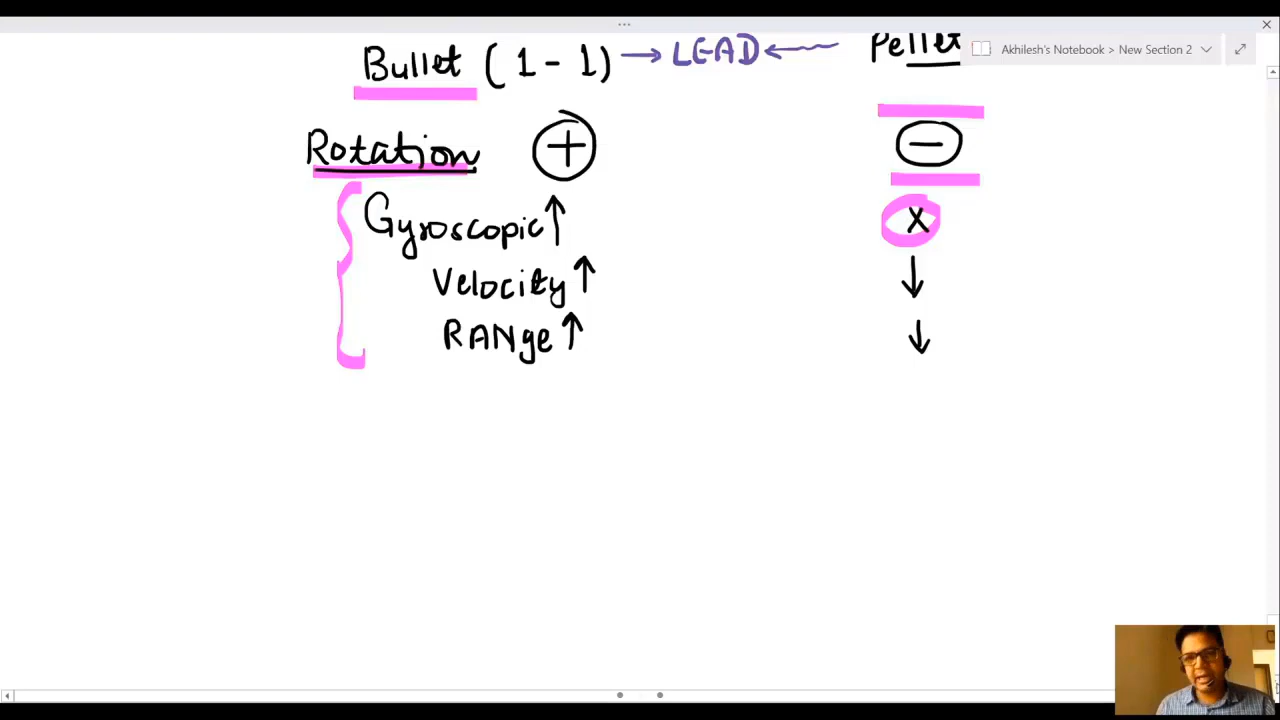 Bullet (1-1) → LEAD ← Pellet
Akhilesh's Notebook > New Section 2
Rotation + −
Gyroscopic ↑ X
Velocity ↑ ↓
RANge ↑ ↓